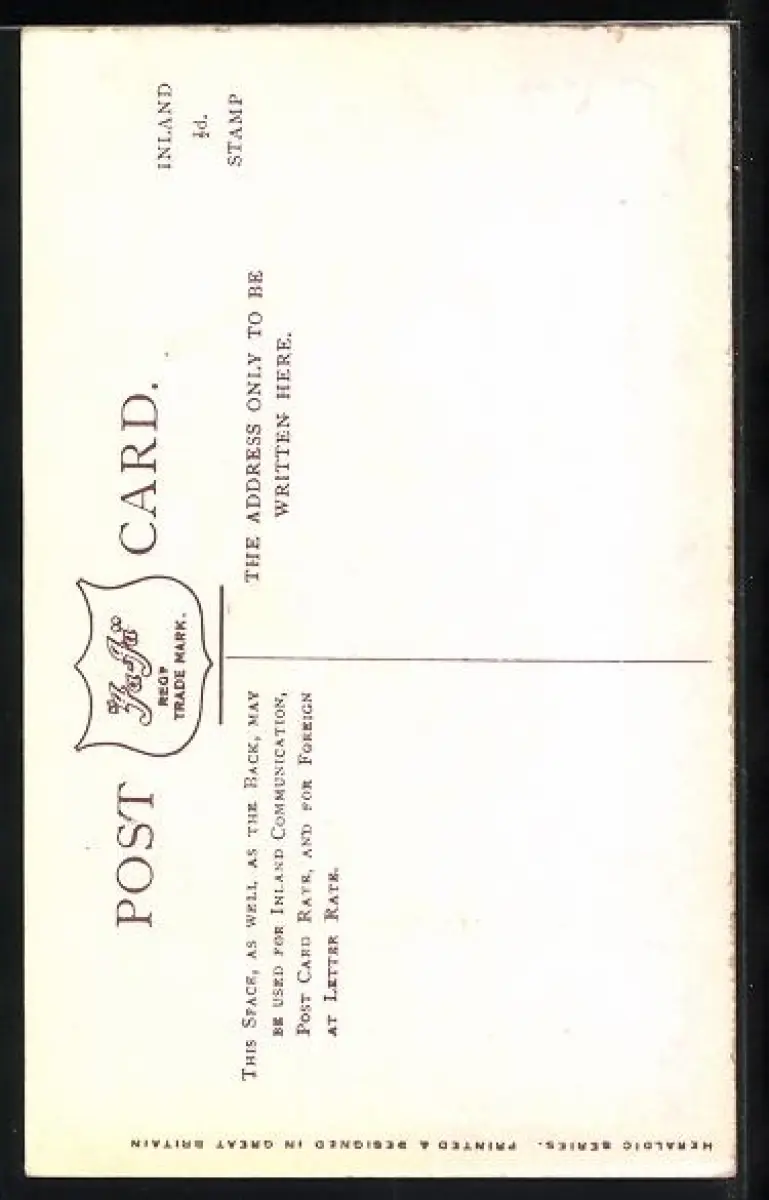 POST CARD.
REGD
TRADE MARK.
INLAND
½d.
STAMP
THIS SPACE, AS WELL AS THE BACK, MAY
BE USED FOR INLAND COMMUNICATION,
POST CARD RATE, AND FOR FOREIGN
AT LETTER RATE.
THE ADDRESS ONLY TO BE
WRITTEN HERE.
HERALDIC SERIES. PRINTED & DESIGNED IN GREAT BRITAIN